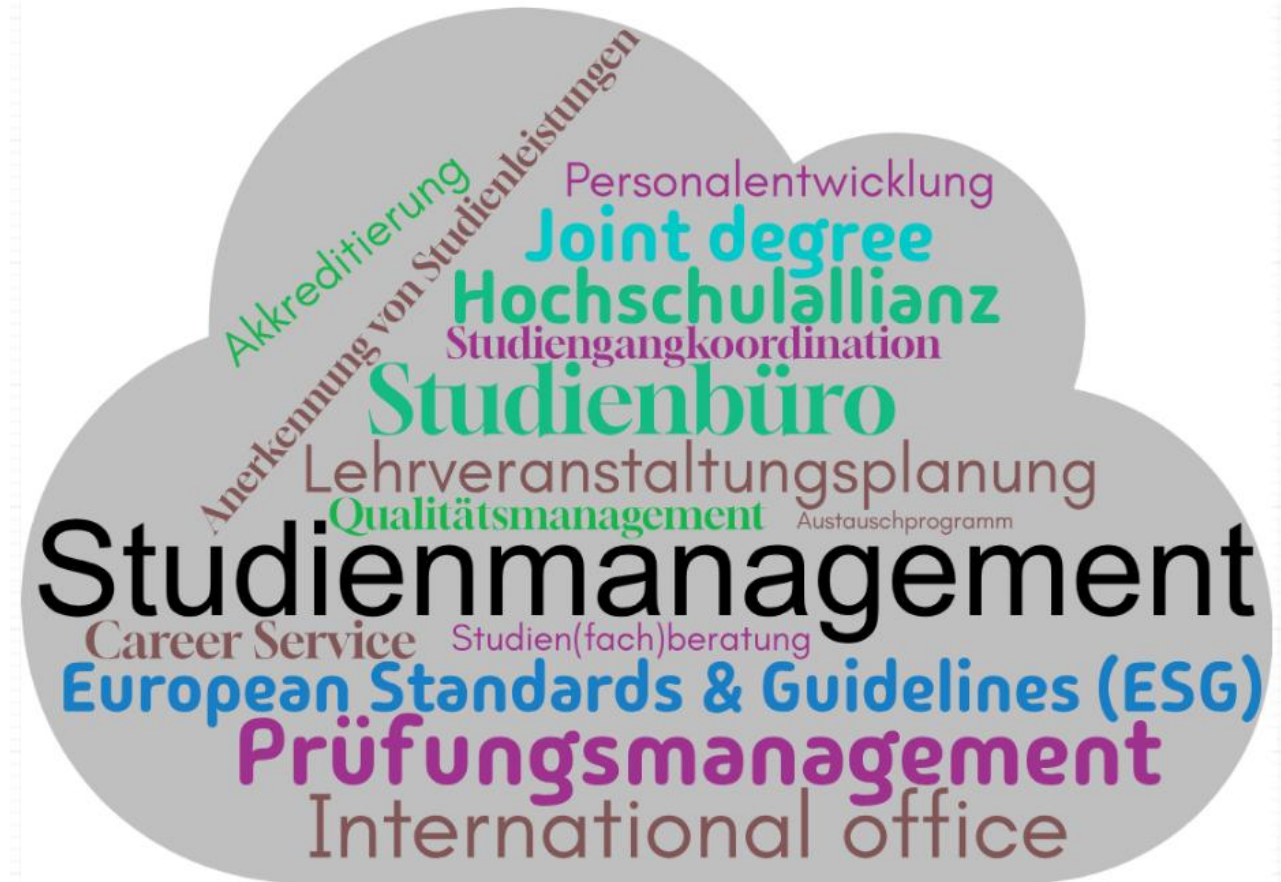 Akkreditierung
Anerkennung von Studienleistungen
Personalentwicklung
Joint degree
Hochschulallianz
Studiengangkoordination
Studienbüro
Lehrveranstaltungsplanung
Qualitätsmanagement
Austauschprogramm
Studienmanagement
Career Service
Studien(fach)beratung
European Standards & Guidelines (ESG)
Prüfungsmanagement
International office